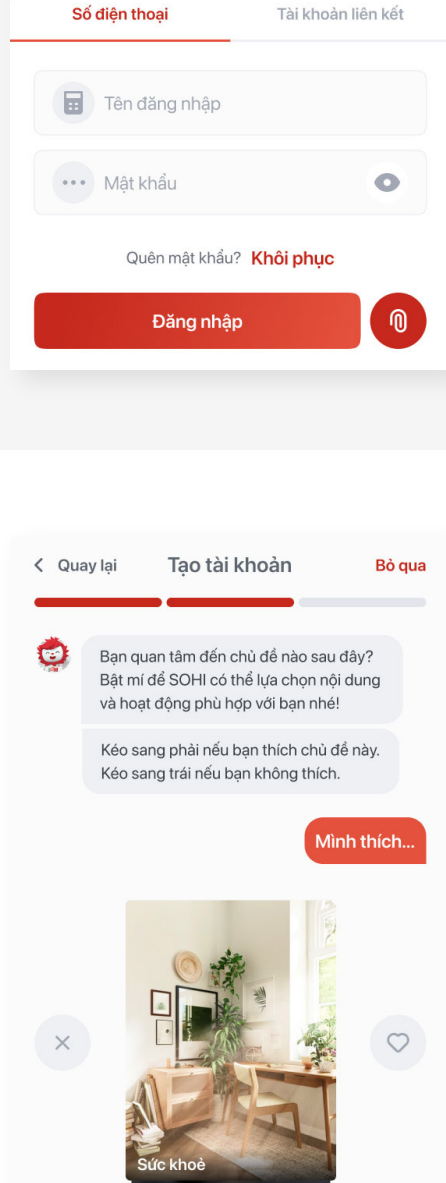 Số điện thoại
Tài khoản liên kết
Tên đăng nhập
Mật khẩu
Quên mật khẩu? Khôi phục
Đăng nhập
Quay lại
Tạo tài khoản
Bỏ qua
Bạn quan tâm đến chủ đề nào sau đây?
Bật mí để SOHI có thể lựa chọn nội dung
và hoạt động phù hợp với bạn nhé!
Kéo sang phải nếu bạn thích chủ đề này.
Kéo sang trái nếu bạn không thích.
Mình thích...
Sức khoẻ